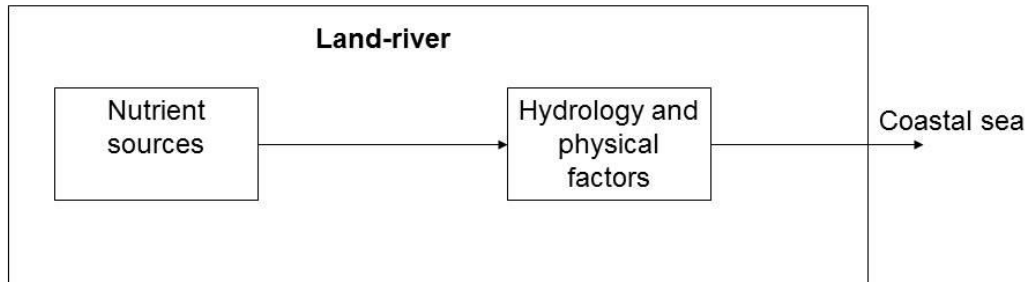 Land-river
Nutrient
sources
Hydrology and
physical
factors
Coastal sea